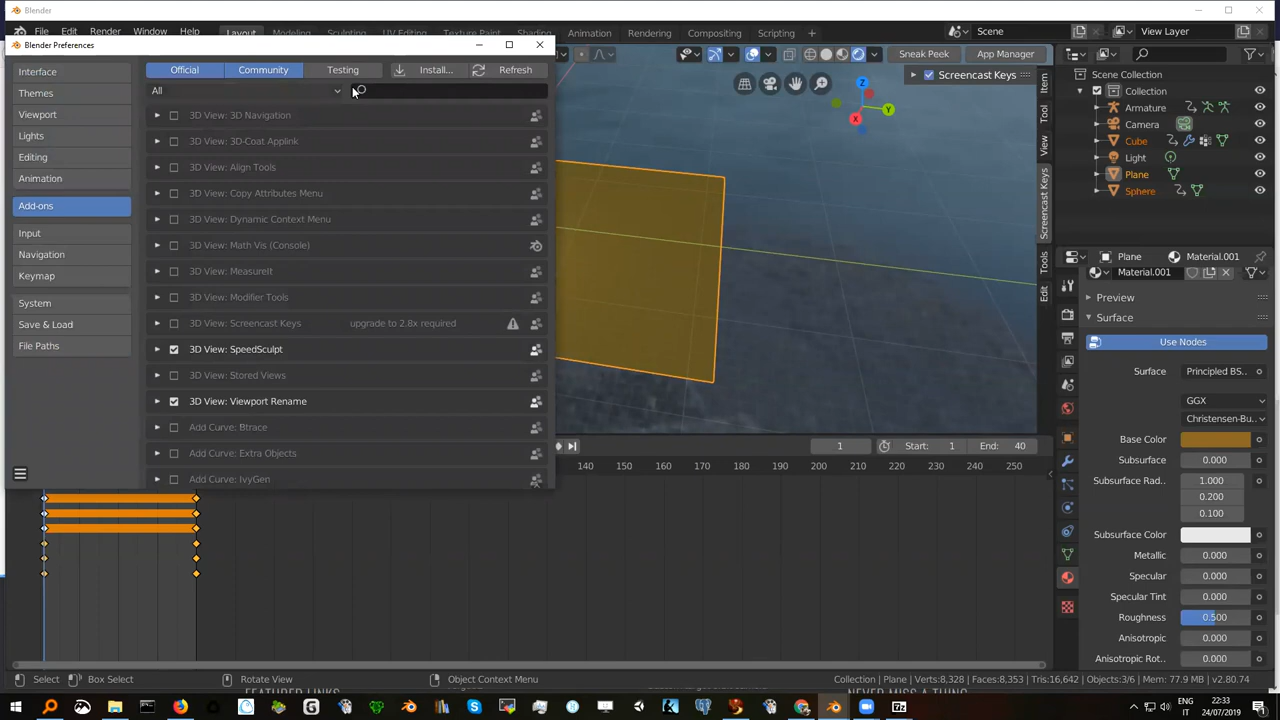 Blender
File Edit Render Window Help Layout Modeling Sculpting UV Editing Texture Paint Shading Animation Rendering Compositing Scripting Scene View Layer
Blender Preferences
Sneak Peek App Manager
Interface
Themes
Viewport
Lights
Editing
Animation
Add-ons
Input
Navigation
Keymap
System
Save & Load
File Paths
Official Community Testing Install... Refresh
All
3D View: 3D Navigation
3D View: 3D-Coat Applink
3D View: Align Tools
3D View: Copy Attributes Menu
3D View: Dynamic Context Menu
3D View: Math Vis (Console)
3D View: MeasureIt
3D View: Modifier Tools
3D View: Screencast Keys upgrade to 2.8x required
3D View: SpeedSculpt
3D View: Stored Views
3D View: Viewport Rename
Add Curve: Btrace
Add Curve: Extra Objects
Add Curve: IvyGen
Screencast Keys
Z
Y
X
Item
Tool
View
Screencast Keys
Tools
Edit
Scene Collection
Collection
Armature
Camera
Cube
Light
Plane
Sphere
Plane Material.001
Material.001
Preview
Surface
Use Nodes
Surface Principled BS..
GGX
Christensen-Bu..
Base Color
Subsurface 0.000
Subsurface Rad.. 1.000
0.200
0.100
Subsurface Color
Metallic 0.000
Specular 0.000
Specular Tint 0.000
Roughness 0.500
Anisotropic 0.000
Anisotropic Rot.. 0.000
1 Start: 1 End: 40
140 150 160 170 180 190 200 210 220 230 240 250
Select Box Select Rotate View Object Context Menu
Collection | Plane | Verts:8,328 | Faces:8,353 | Tris:16,642 | Objects:3/6 | Mem: 77.9 MB | v2.80.74
FEATURED LINKS
NEVER MISS A THING
ENG
IT
22:33
24/07/2019